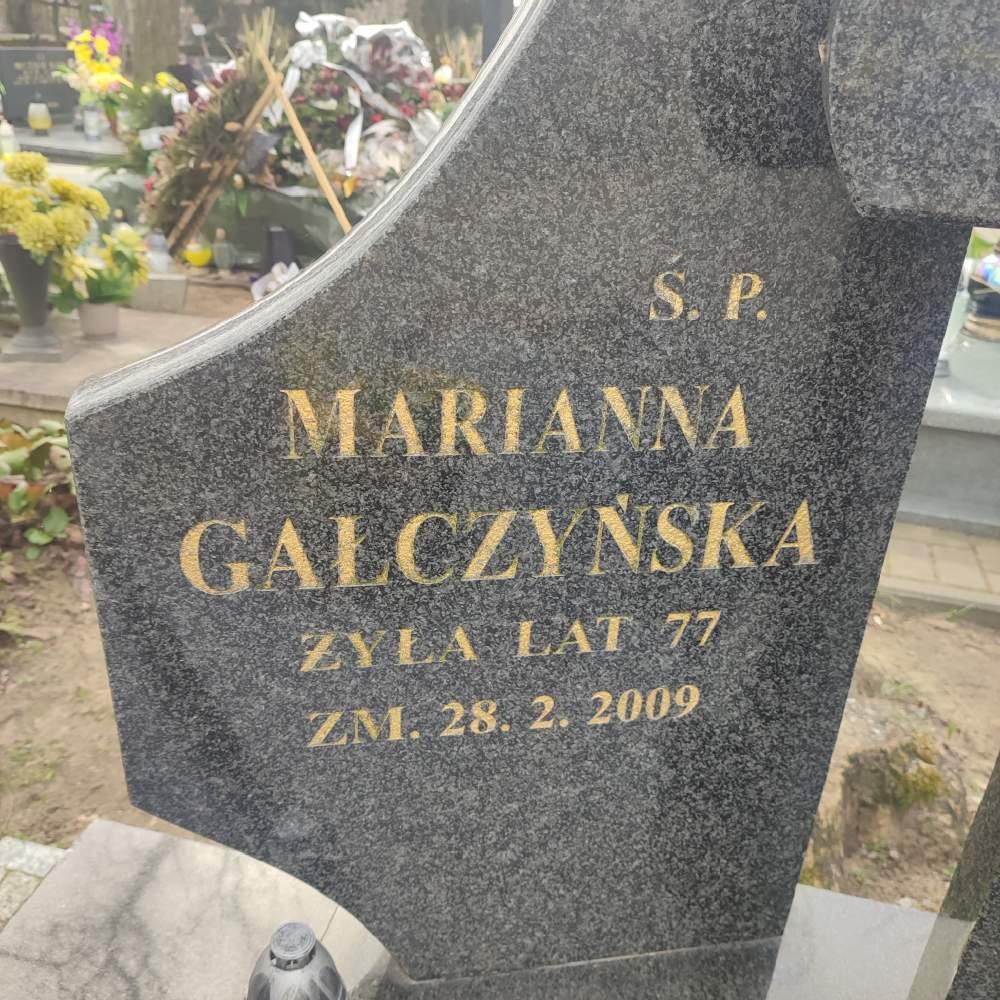 Ś. P.
MARIANNA
GAŁCZYŃSKA
ŻYŁA LAT 77
ZM. 28. 2. 2009